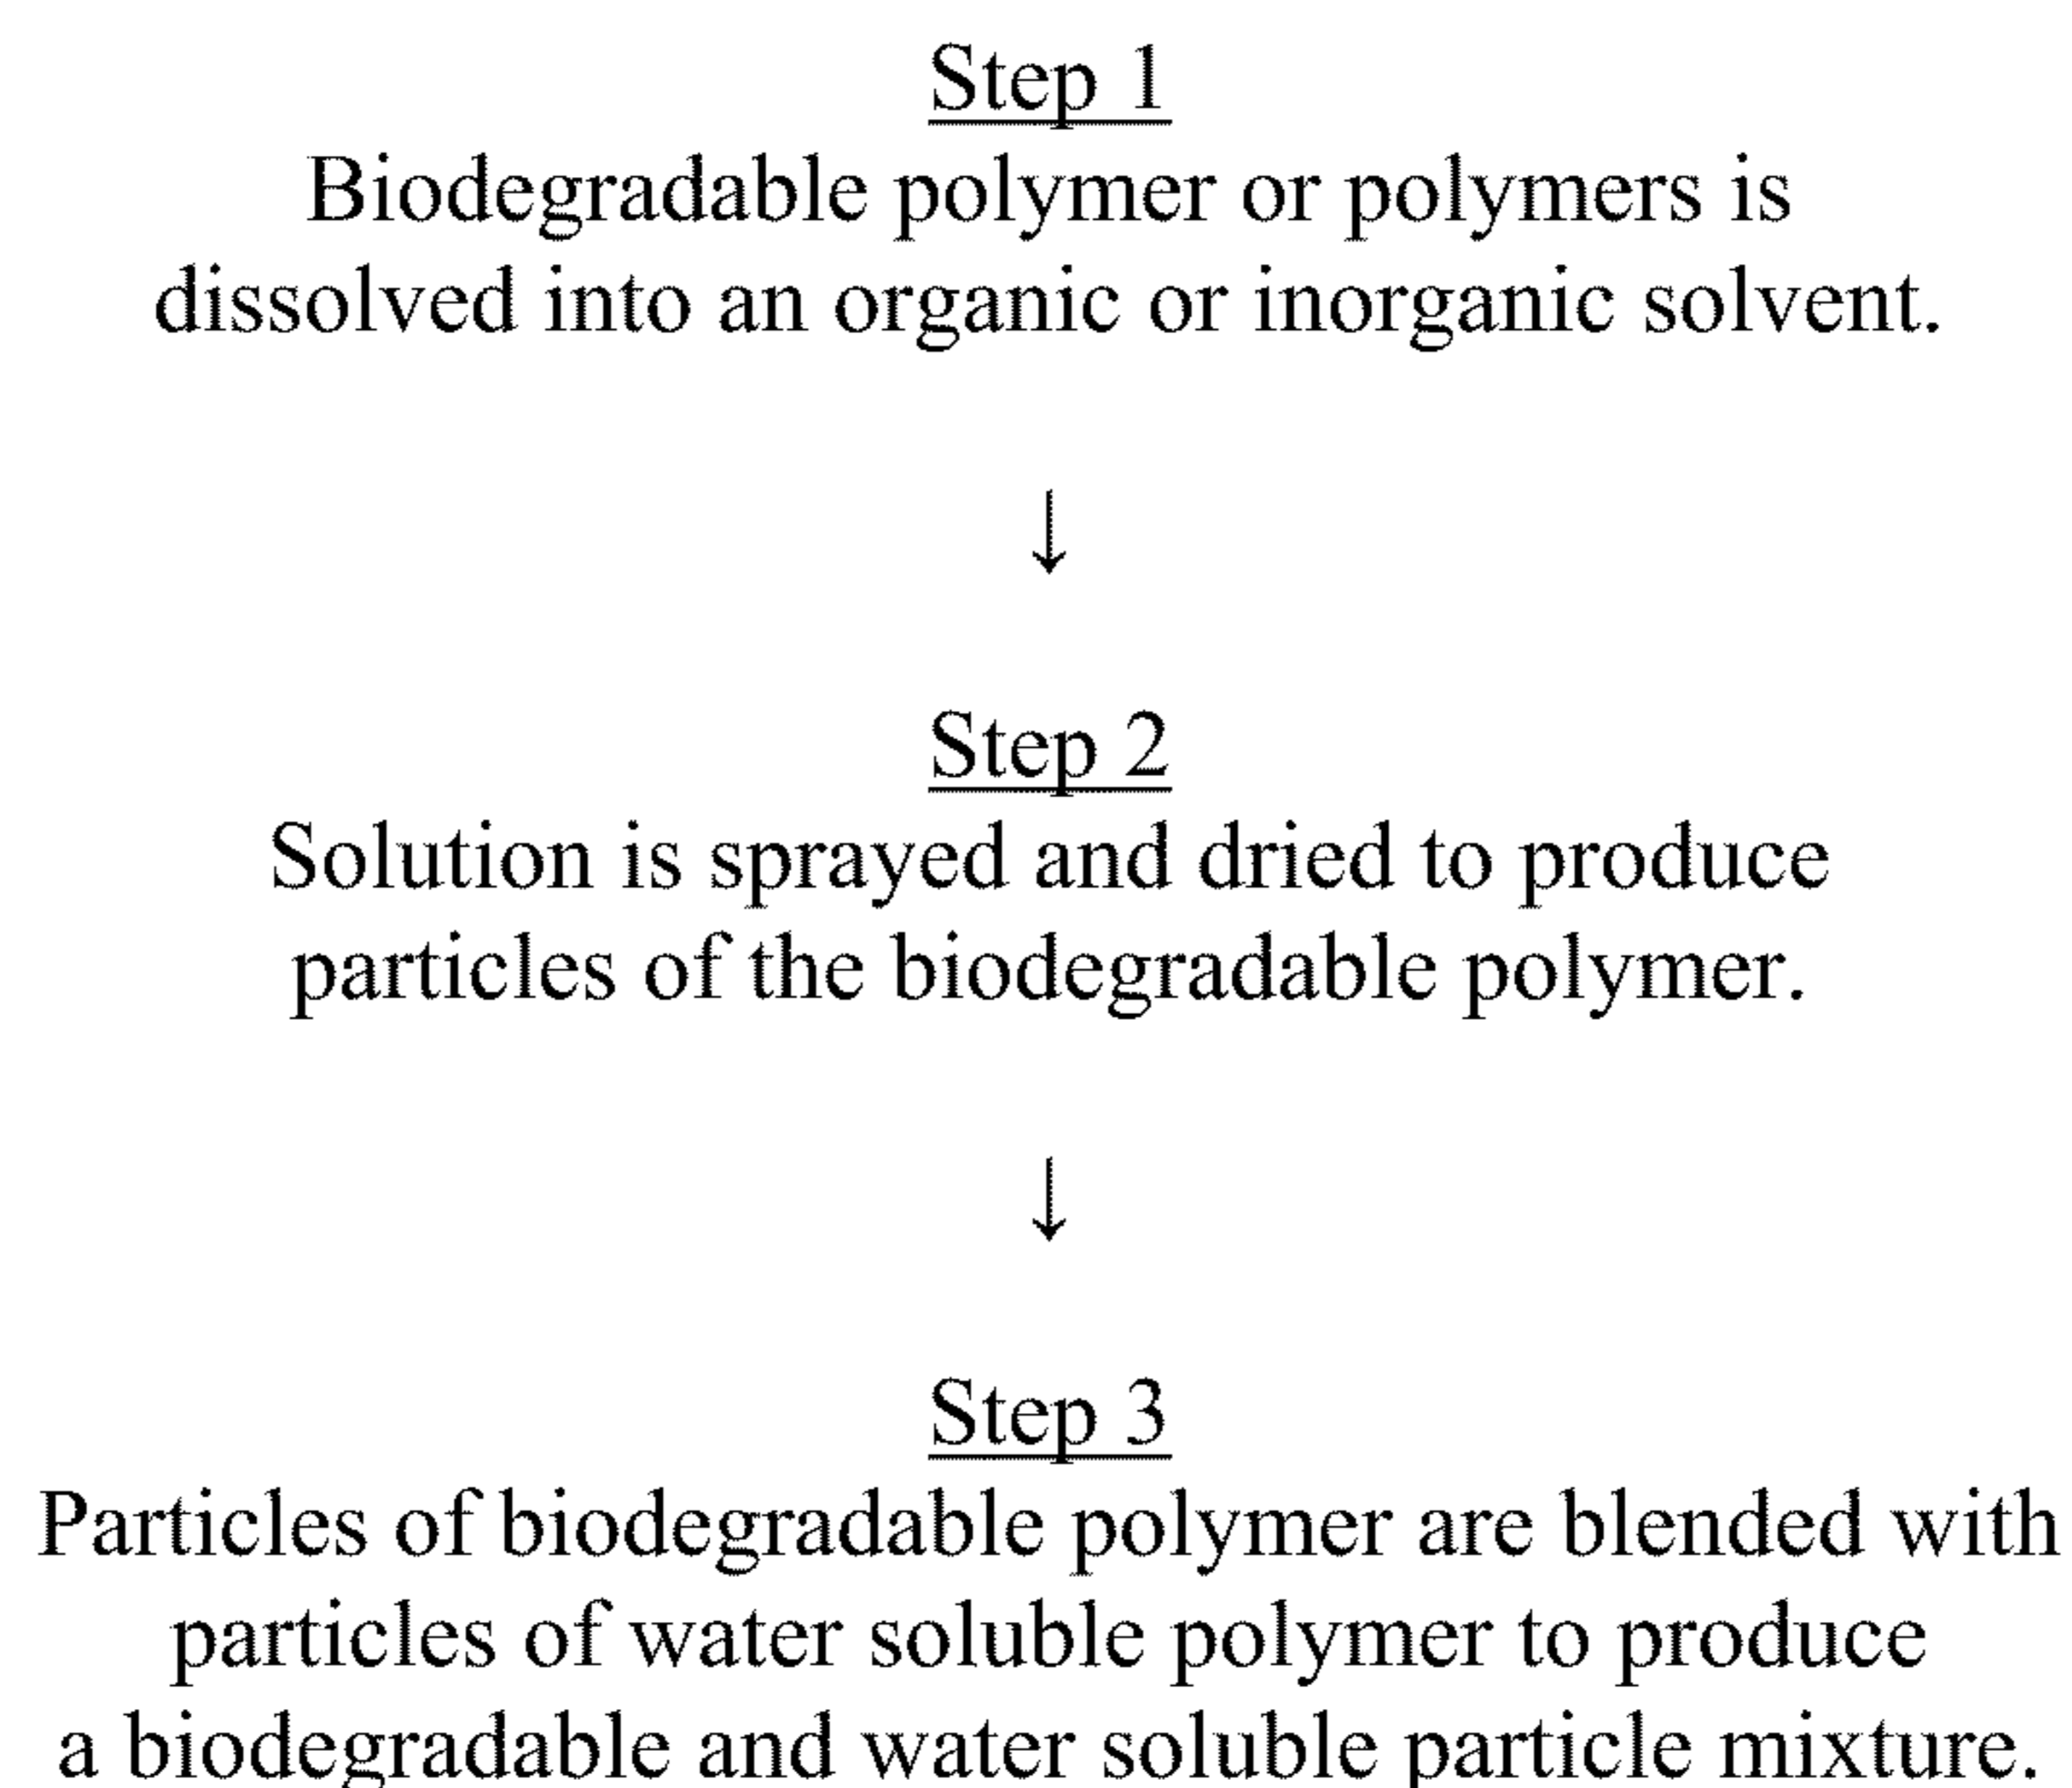 Step 1
Biodegradable polymer or polymers is
dissolved into an organic or inorganic solvent.
↓
Step 2
Solution is sprayed and dried to produce
particles of the biodegradable polymer.
↓
Step 3
Particles of biodegradable polymer are blended with
particles of water soluble polymer to produce
a biodegradable and water soluble particle mixture.